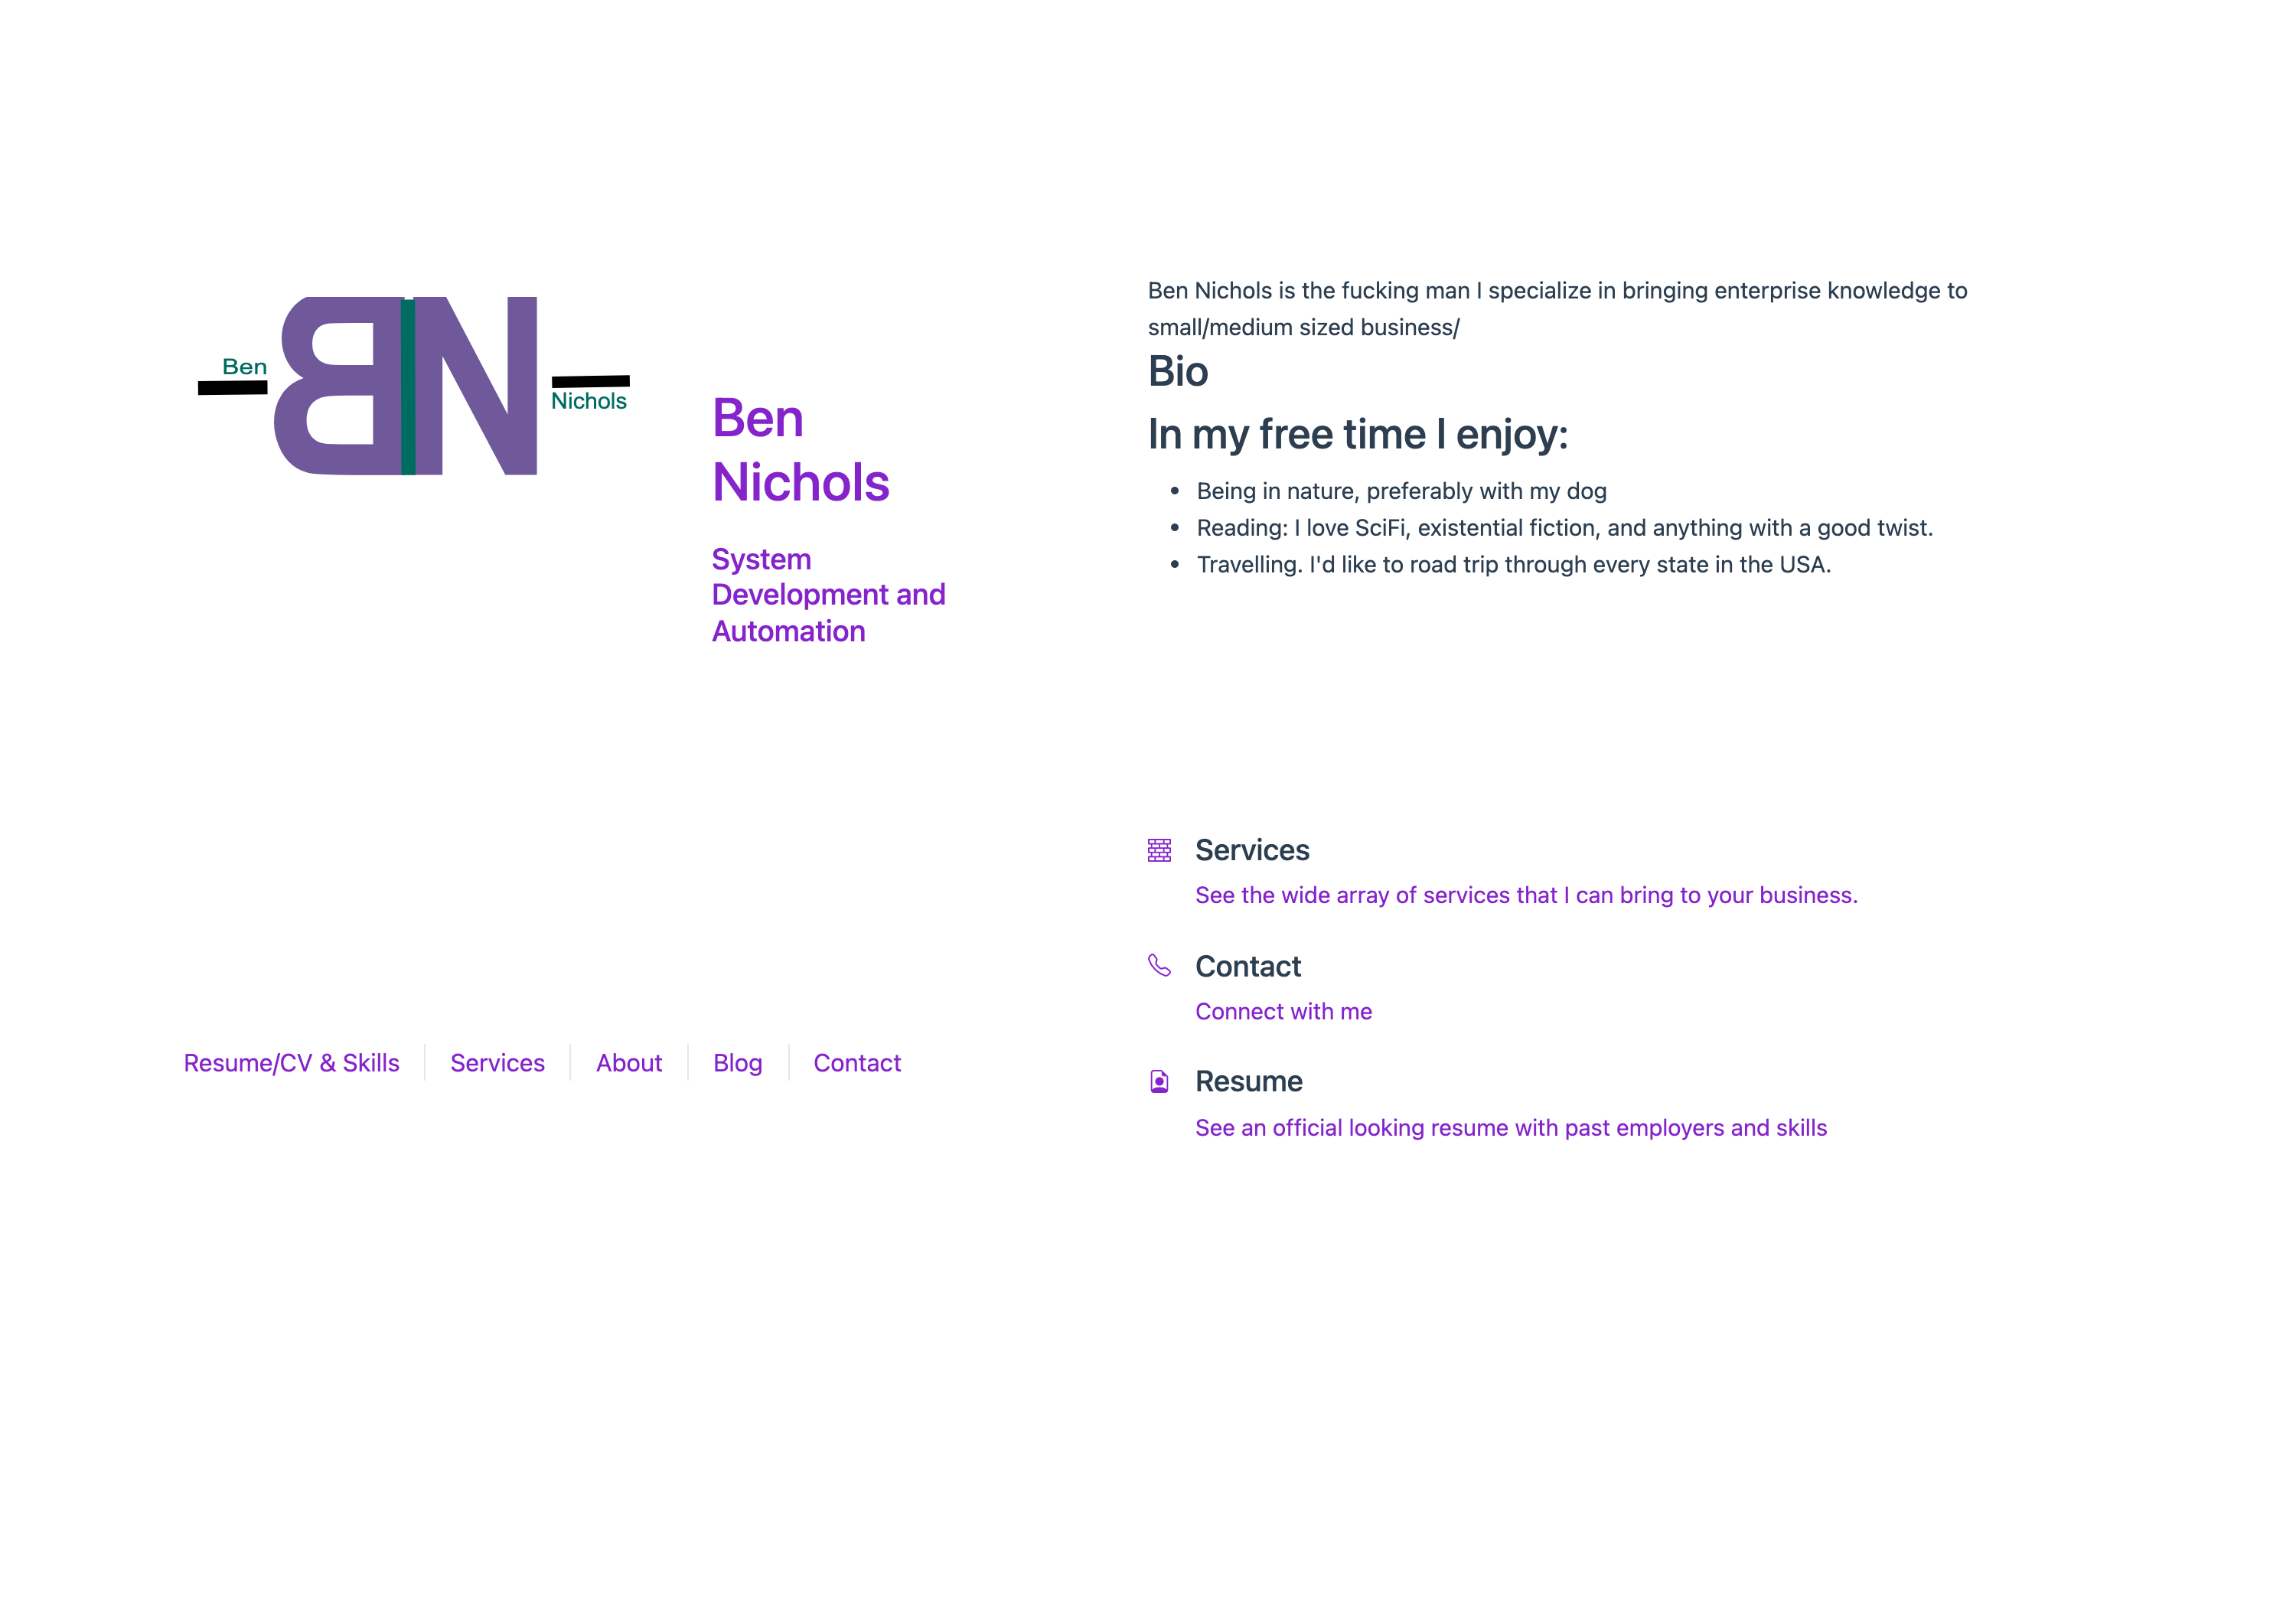 Ben
BN
Nichols
Ben
Nichols
System
Development and
Automation
Resume/CV & Skills
Services
About
Blog
Contact
Ben Nichols is the fucking man I specialize in bringing enterprise knowledge to
small/medium sized business/
Bio
In my free time I enjoy:
• Being in nature, preferably with my dog
• Reading: I love SciFi, existential fiction, and anything with a good twist.
• Travelling. I'd like to road trip through every state in the USA.
Services
See the wide array of services that I can bring to your business.
Contact
Connect with me
Resume
See an official looking resume with past employers and skills